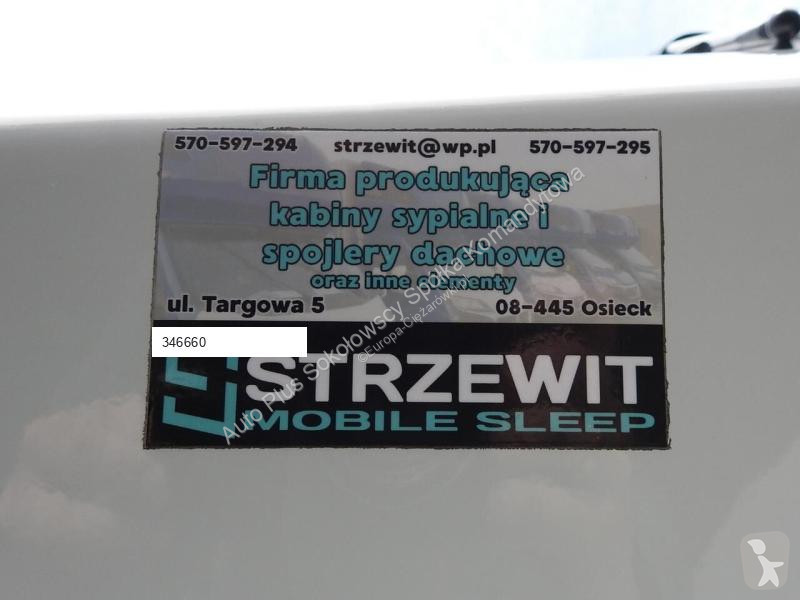 570-597-294 strzewit@wp.pl 570-597-295
Firma produkująca
kabiny sypialne i
spojlery dachowe
oraz inne elementy
ul. Targowa 5 08-445 Osieck
346660
STRZEWIT
MOBILE SLEEP
Auto Plus Sokołowscy Spółka Komandytowa
©Europa-Ciężarówki